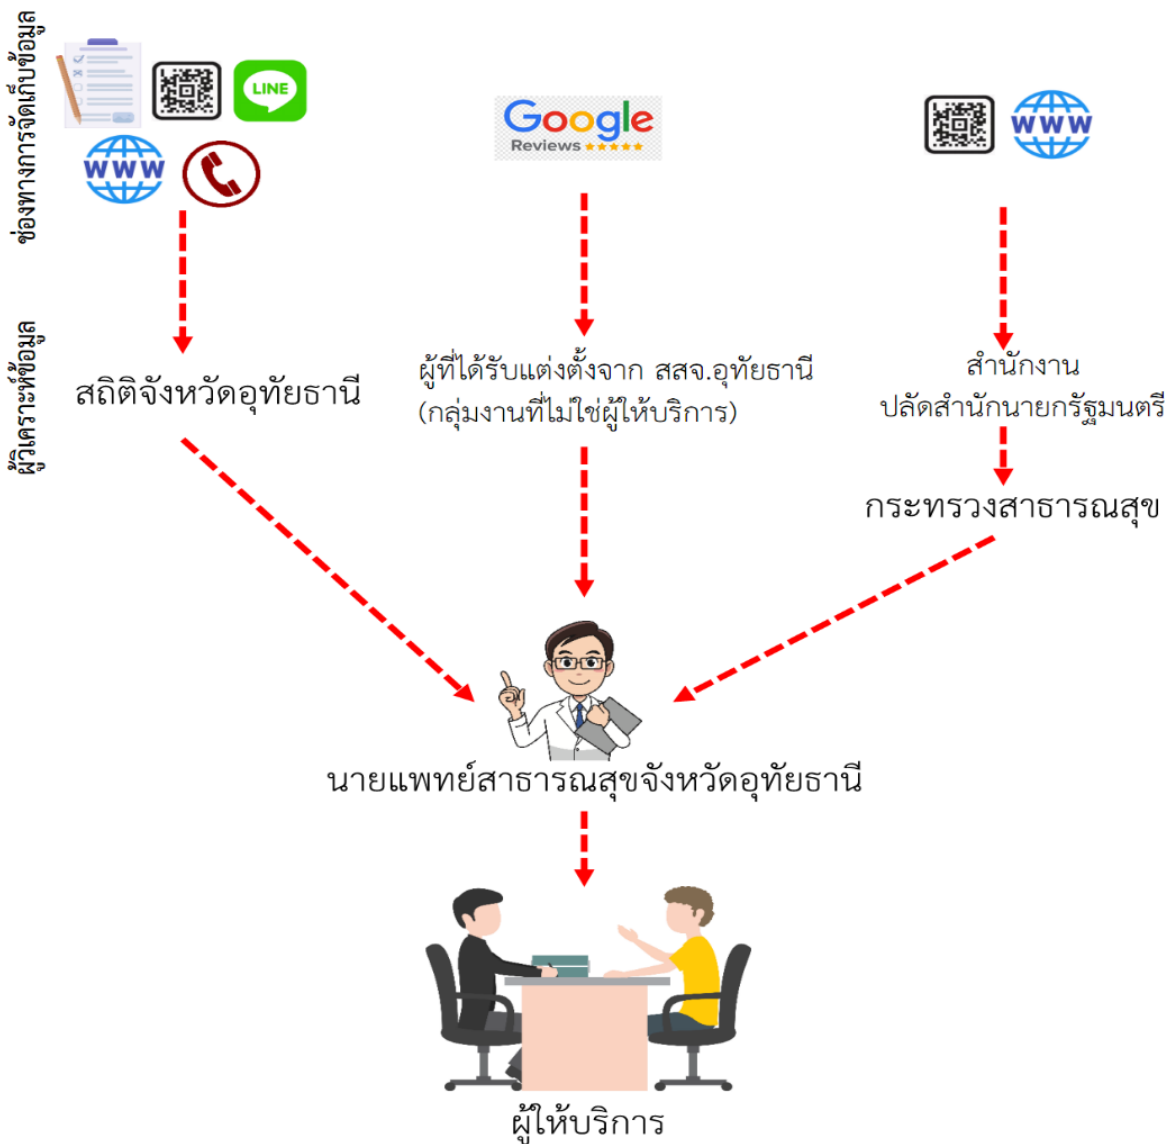 ช่องทางการจัดเก็บข้อมูล
LINE
WWW
Google
Reviews
WWW
ผู้วิเคราะห์ข้อมูล
สถิติจังหวัดอุทัยธานี
ผู้ที่ได้รับแต่งตั้งจาก สสจ.อุทัยธานี
(กลุ่มงานที่ไม่ใช่ผู้ให้บริการ)
สำนักงาน
ปลัดสำนักนายกรัฐมนตรี
กระทรวงสาธารณสุข
นายแพทย์สาธารณสุขจังหวัดอุทัยธานี
ผู้ให้บริการ